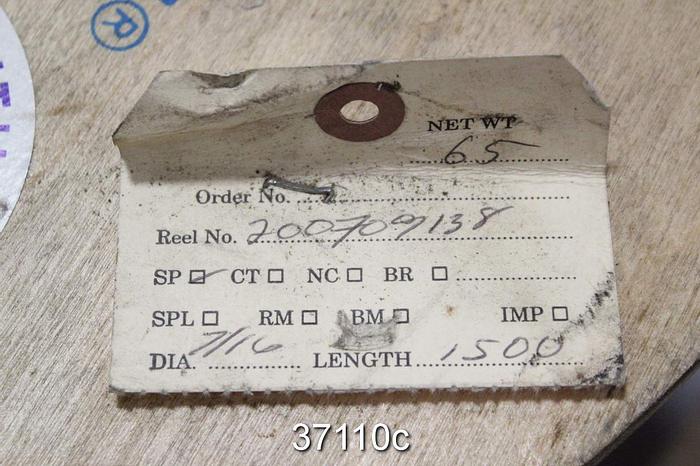 ®
NET WT
65
Order No.
Reel No. 200709138
SP ☑ CT ☐ NC ☐ BR ☐
SPL ☐ RM ☐ BM ☐ IMP ☐
DIA. 7/16 LENGTH 1500
37110c